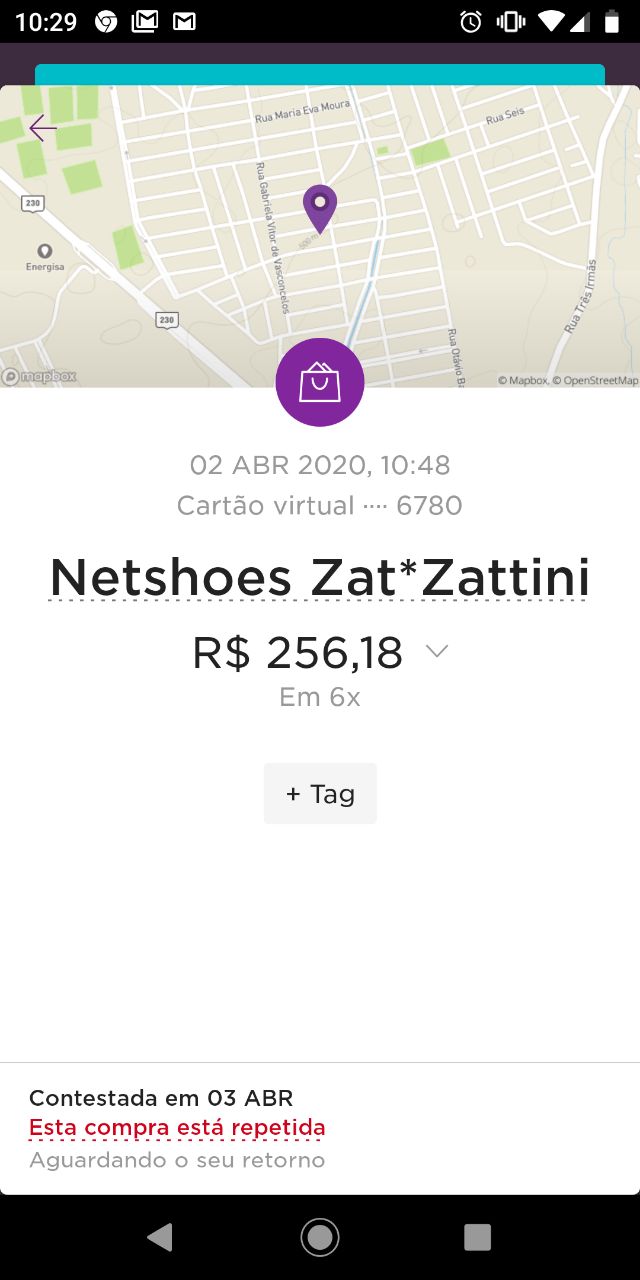 10:29
Rua Maria Eva Moura
Rua Seis
Rua Gabriela Vitor de Vasconcelos
230
500 m
Energisa
230
Rua Três Irmãs
Rua Otávio Ba
mapbox
© Mapbox, © OpenStreetMap
02 ABR 2020, 10:48
Cartão virtual ···· 6780
Netshoes Zat*Zattini
R$ 256,18
Em 6x
+ Tag
Contestada em 03 ABR
Esta compra está repetida
Aguardando o seu retorno